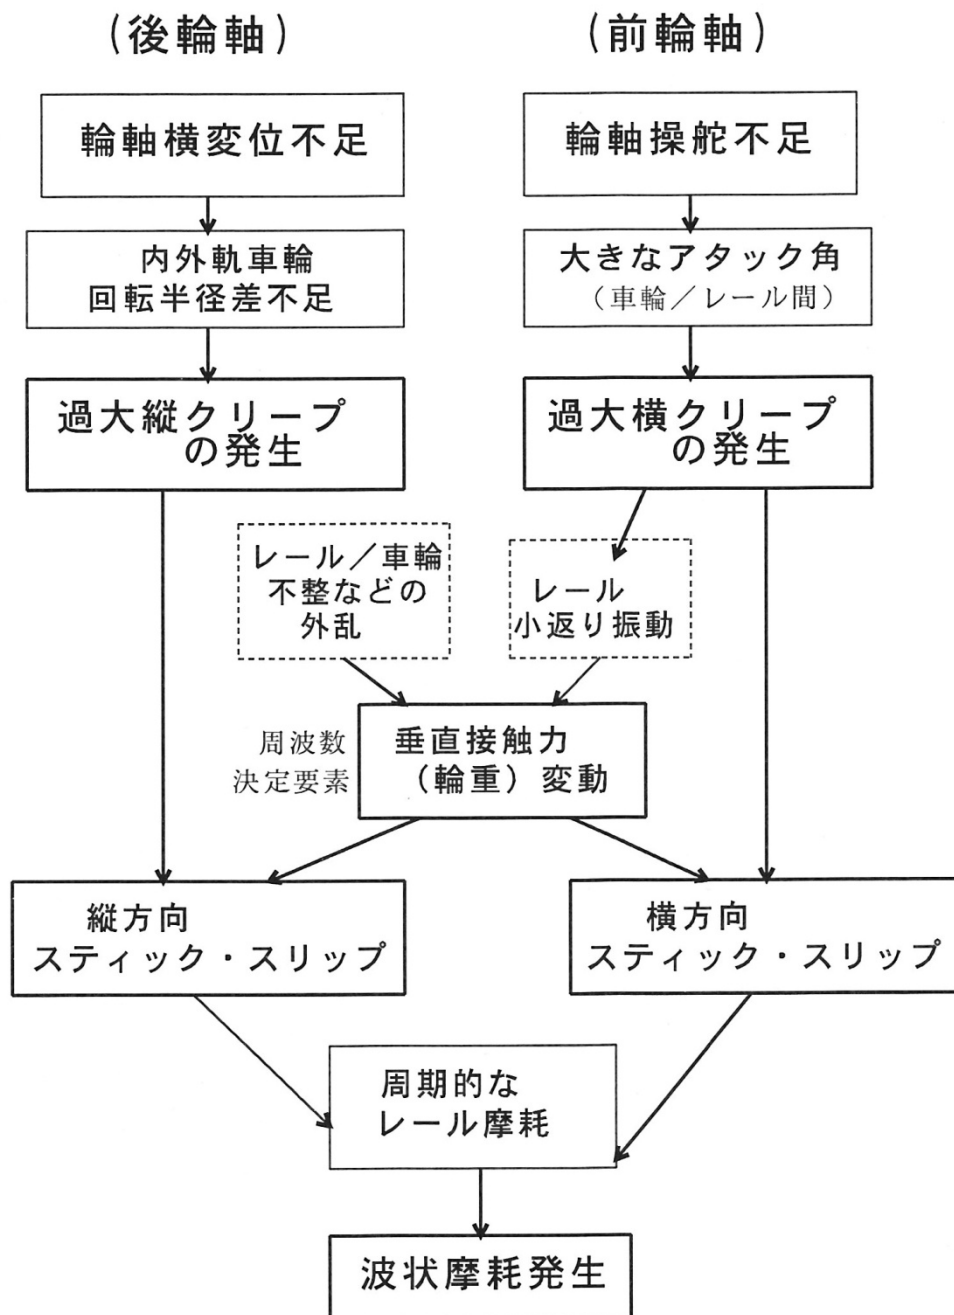 (後輪軸)
(前輪軸)
輪軸横変位不足
輪軸操舵不足
内外軌車輪
回転半径差不足
大きなアタック角
(車輪／レール間)
過大縦クリープ
の発生
過大横クリープ
の発生
レール／車輪
不整などの
外乱
レール
小返り振動
周波数
決定要素
垂直接触力
(輪重) 変動
縦方向
スティック・スリップ
横方向
スティック・スリップ
周期的な
レール摩耗
波状摩耗発生